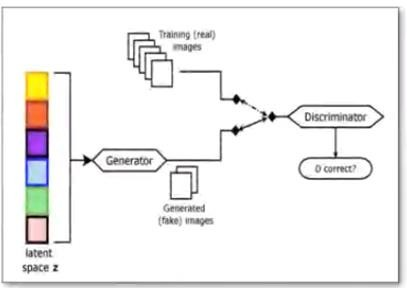 Training (real)
images
Discriminator
Generator
D correct?
Generated
(fake) images
latent
space z